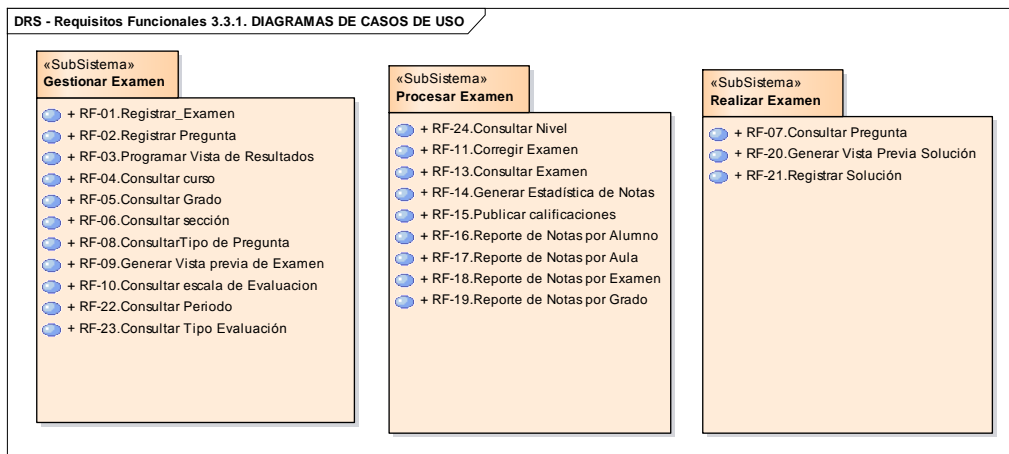 DRS - Requisitos Funcionales 3.3.1. DIAGRAMAS DE CASOS DE USO
«SubSistema»
Gestionar Examen
+ RF-01.Registrar_Examen
+ RF-02.Registrar Pregunta
+ RF-03.Programar Vista de Resultados
+ RF-04.Consultar curso
+ RF-05.Consultar Grado
+ RF-06.Consultar sección
+ RF-08.ConsultarTipo de Pregunta
+ RF-09.Generar Vista previa de Examen
+ RF-10.Consultar escala de Evaluacion
+ RF-22.Consultar Periodo
+ RF-23.Consultar Tipo Evaluación
«SubSistema»
Procesar Examen
+ RF-24.Consultar Nivel
+ RF-11.Corregir Examen
+ RF-13.Consultar Examen
+ RF-14.Generar Estadística de Notas
+ RF-15.Publicar calificaciones
+ RF-16.Reporte de Notas por Alumno
+ RF-17.Reporte de Notas por Aula
+ RF-18.Reporte de Notas por Examen
+ RF-19.Reporte de Notas por Grado
«SubSistema»
Realizar Examen
+ RF-07.Consultar Pregunta
+ RF-20.Generar Vista Previa Solución
+ RF-21.Registrar Solución